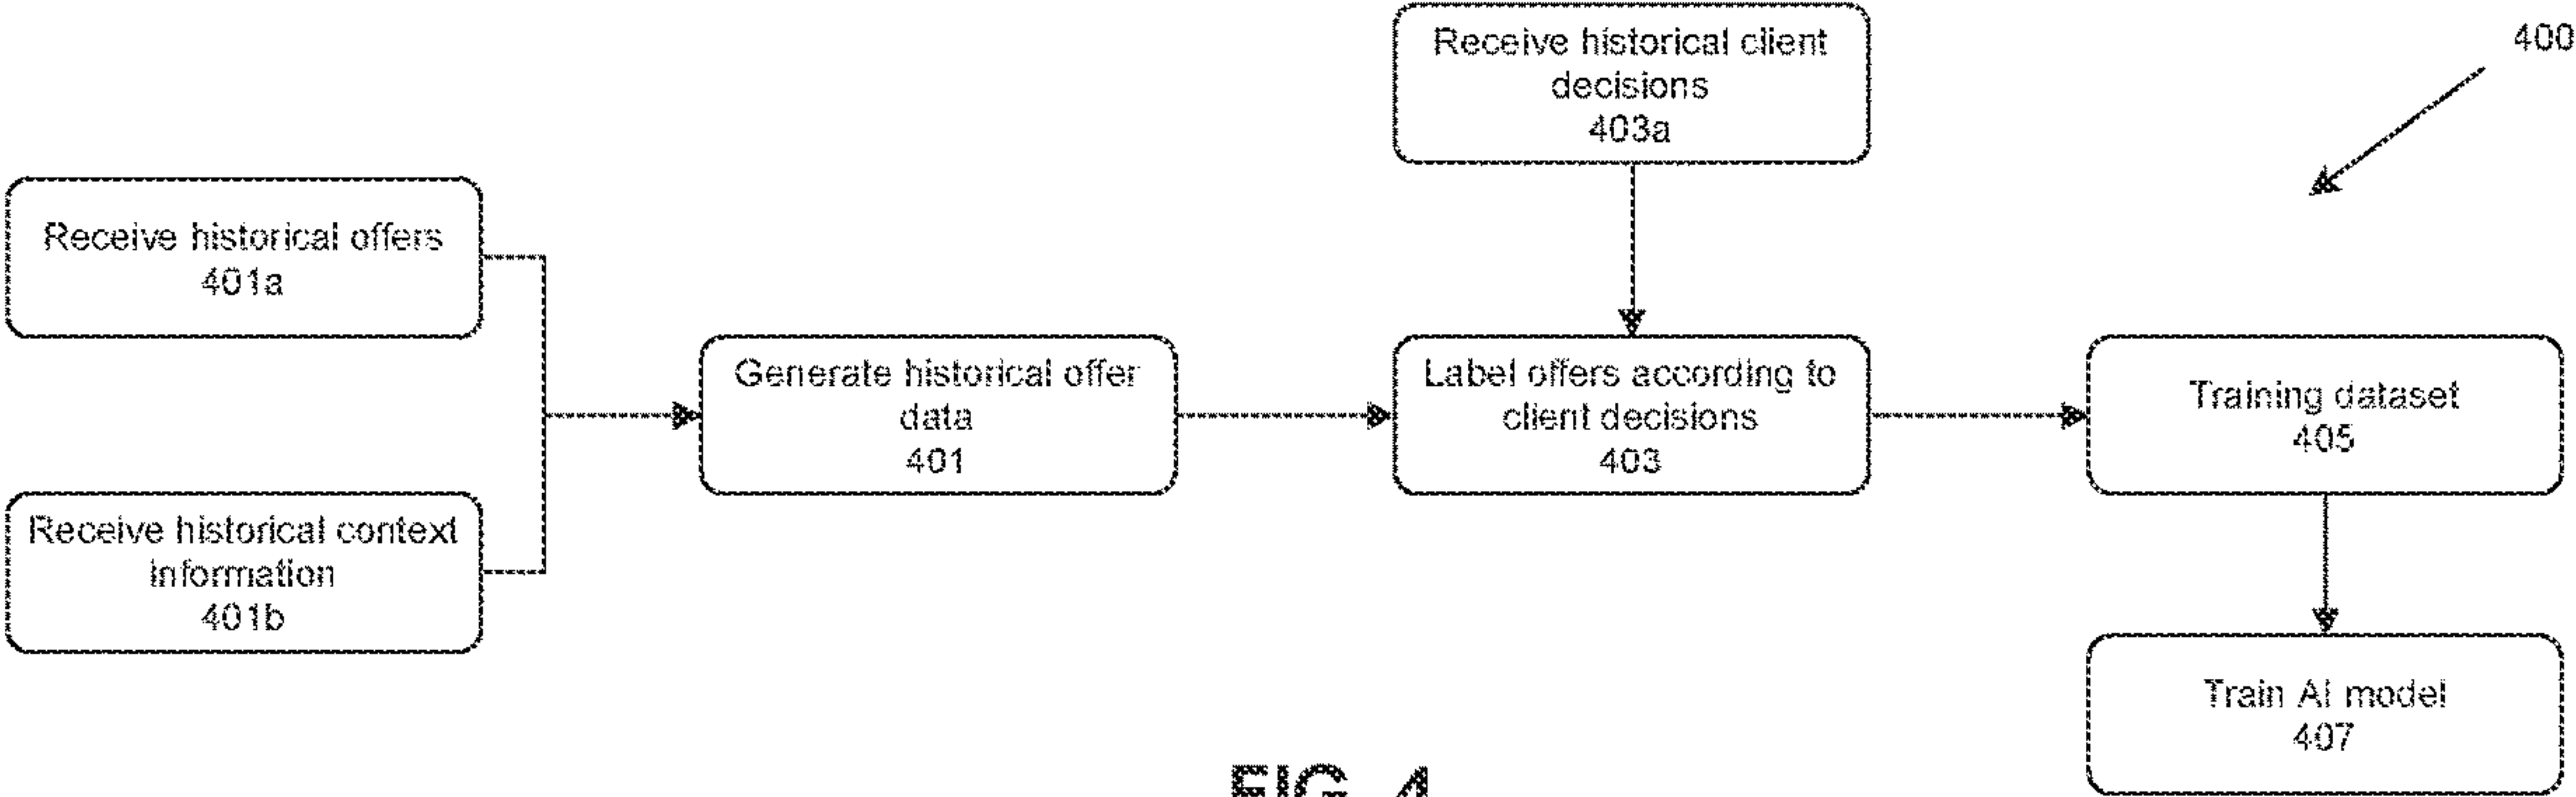 Receive historical client
decisions
403a
400
Receive historical offers
401a
Generate historical offer
data
401
Label offers according to
client decisions
403
Training dataset
405
Receive historical context
information
401b
Train AI model
407
FIG. 4